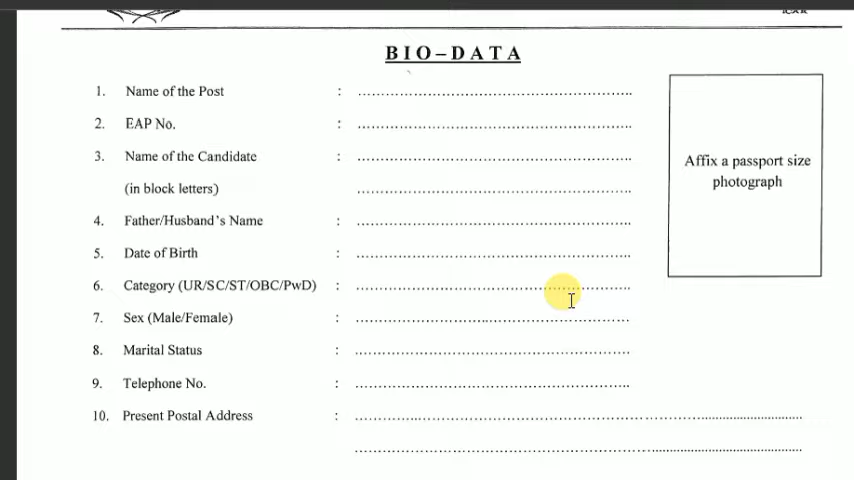 ICAR
BIO-DATA
1. Name of the Post :
2. EAP No. :
3. Name of the Candidate :
(in block letters)
4. Father/Husband's Name :
5. Date of Birth :
6. Category (UR/SC/ST/OBC/PwD) :
7. Sex (Male/Female) :
8. Marital Status :
9. Telephone No. :
10. Present Postal Address :
Affix a passport size
photograph